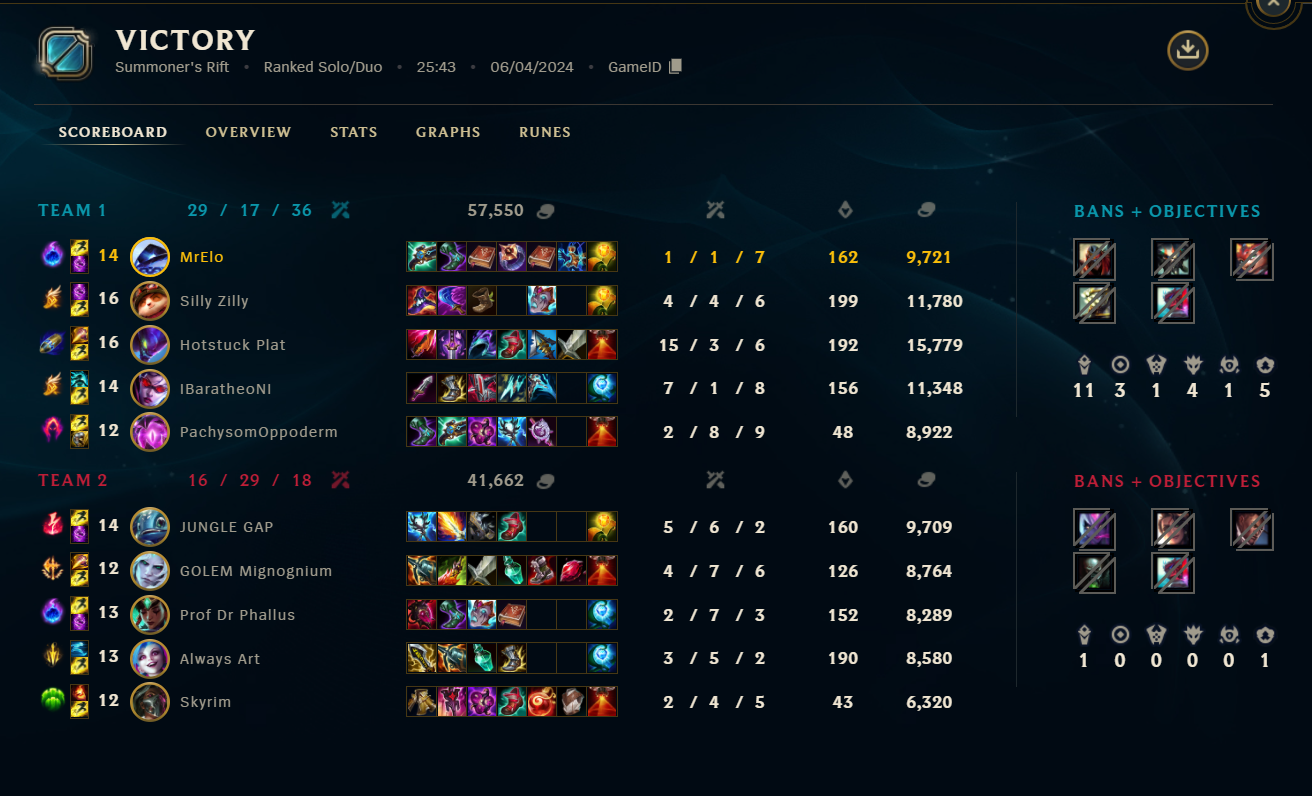 VICTORY
Summoner's Rift • Ranked Solo/Duo • 25:43 • 06/04/2024 • GameID
SCOREBOARD OVERVIEW STATS GRAPHS RUNES
TEAM 1 29 / 17 / 36 57,550 BANS + OBJECTIVES
14 MrElo 1 / 1 / 7 162 9,721
16 Silly Zilly 4 / 4 / 6 199 11,780
16 Hotstuck Plat 15 / 3 / 6 192 15,779
14 IBaratheoNI 7 / 1 / 8 156 11,348
11 3 1 4 1 5
12 PachysomOppoderm 2 / 8 / 9 48 8,922
TEAM 2 16 / 29 / 18 41,662 BANS + OBJECTIVES
14 JUNGLE GAP 5 / 6 / 2 160 9,709
12 GOLEM Mignognium 4 / 7 / 6 126 8,764
13 Prof Dr Phallus 2 / 7 / 3 152 8,289
13 Always Art 3 / 5 / 2 190 8,580
1 0 0 0 0 1
12 Skyrim 2 / 4 / 5 43 6,320